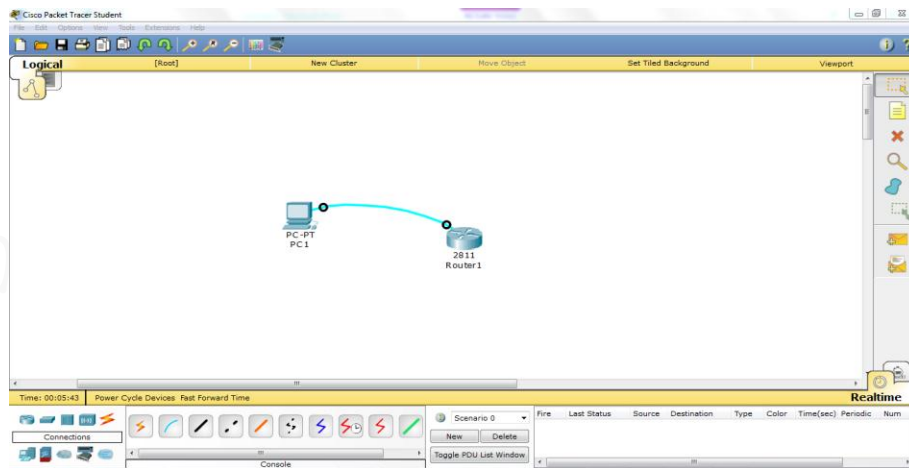 Cisco Packet Tracer Student
File Edit Options View Tools Extensions Help
Logical [Root] New Cluster Move Object Set Tiled Background Viewport
PC-PT
PC1
2811
Router1
Time: 00:05:43 Power Cycle Devices Fast Forward Time Realtime
Connections
Console
Scenario 0
New Delete
Toggle PDU List Window
Fire Last Status Source Destination Type Color Time(sec) Periodic Num